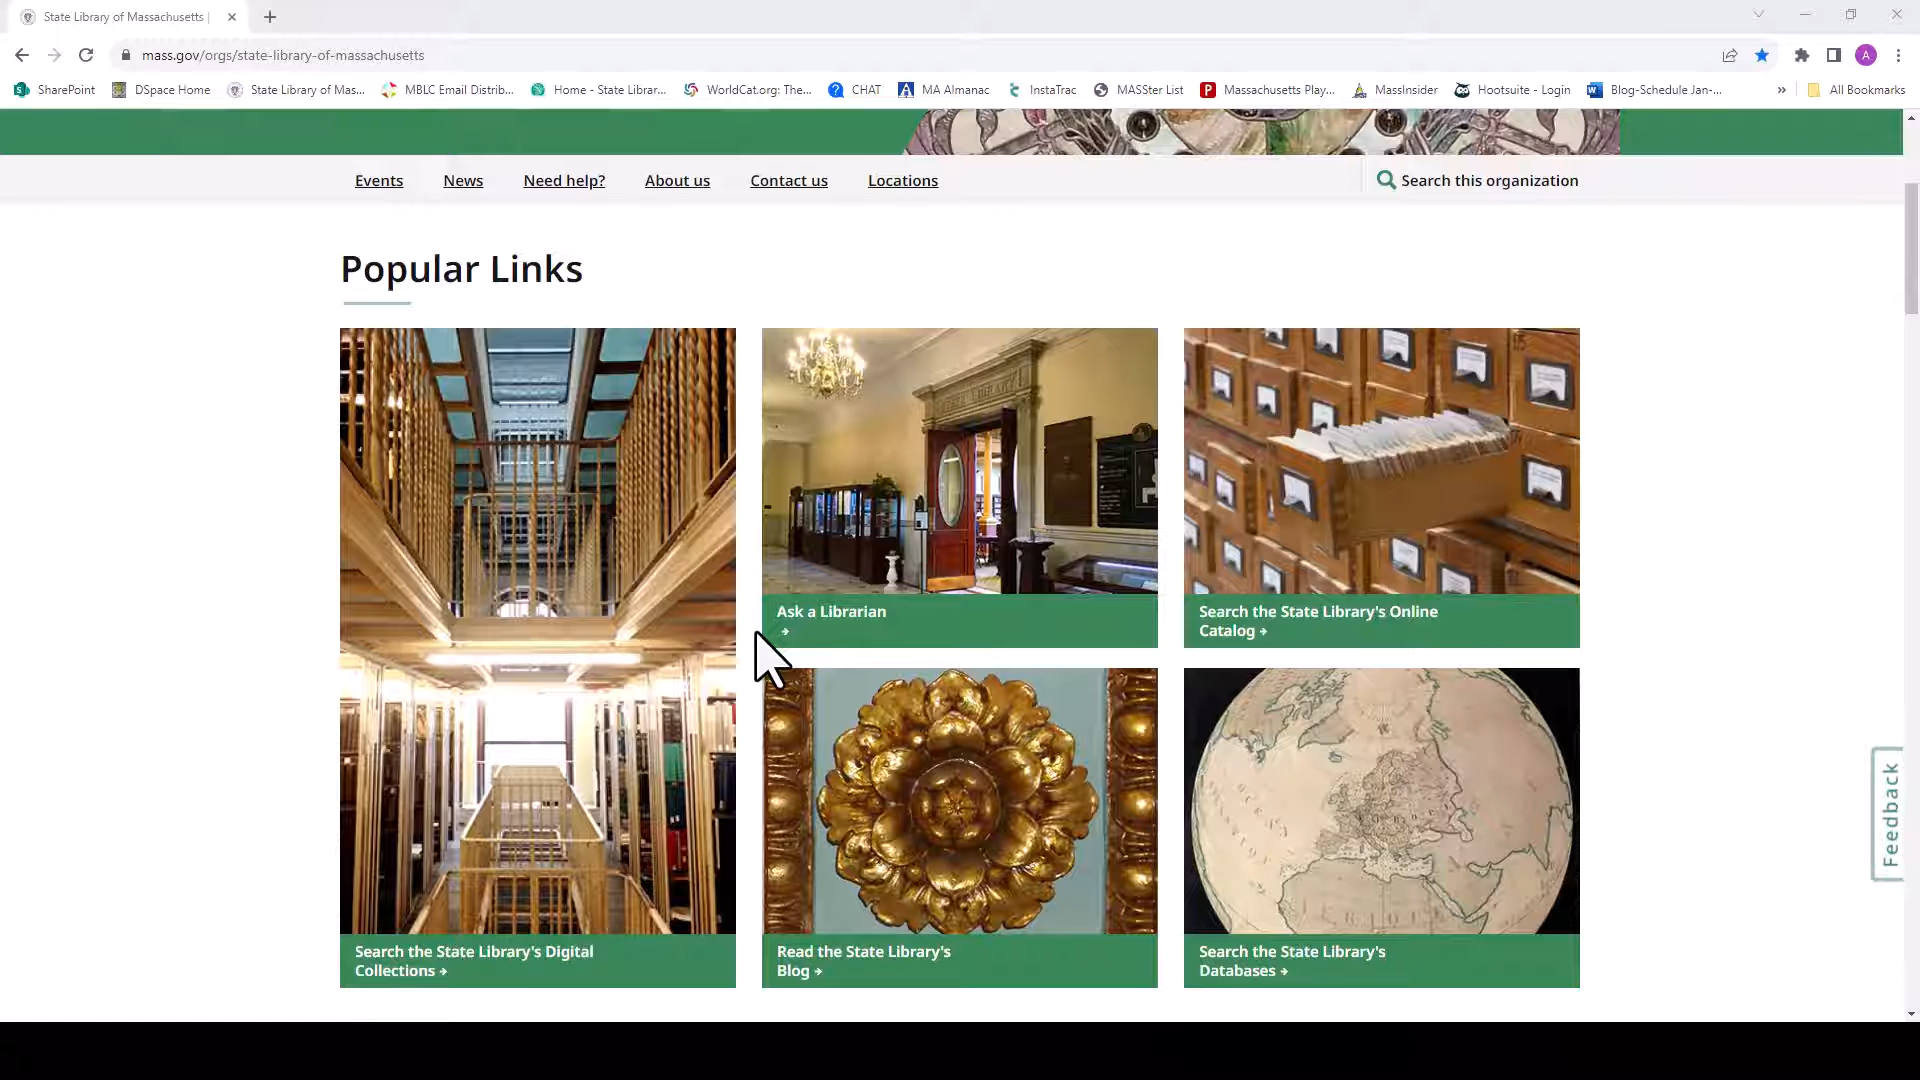 State Library of Massachusetts |
mass.gov/orgs/state-library-of-massachusetts
A
SharePoint
DSpace Home
State Library of Mas...
MBLC Email Distrib...
Home - State Librar...
WorldCat.org: The...
CHAT
MA Almanac
InstaTrac
MASSter List
Massachusetts Play...
MassInsider
Hootsuite - Login
Blog-Schedule Jan-...
»
All Bookmarks
Events
News
Need help?
About us
Contact us
Locations
Search this organization
Popular Links
Ask a Librarian
Search the State Library's Online
Catalog
Search the State Library's Digital
Collections
Read the State Library's
Blog
Search the State Library's
Databases
Feedback